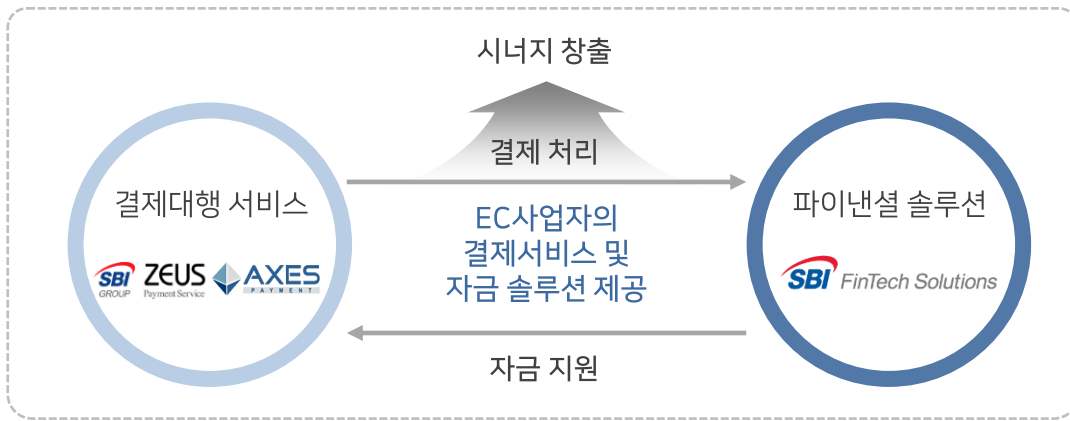 시너지 창출
결제 처리
결제대행 서비스
SBI
GROUP
ZEUS
Payment Service
AXES
PAYMENT
EC사업자의
결제서비스 및
자금 솔루션 제공
파이낸셜 솔루션
SBI FinTech Solutions
자금 지원